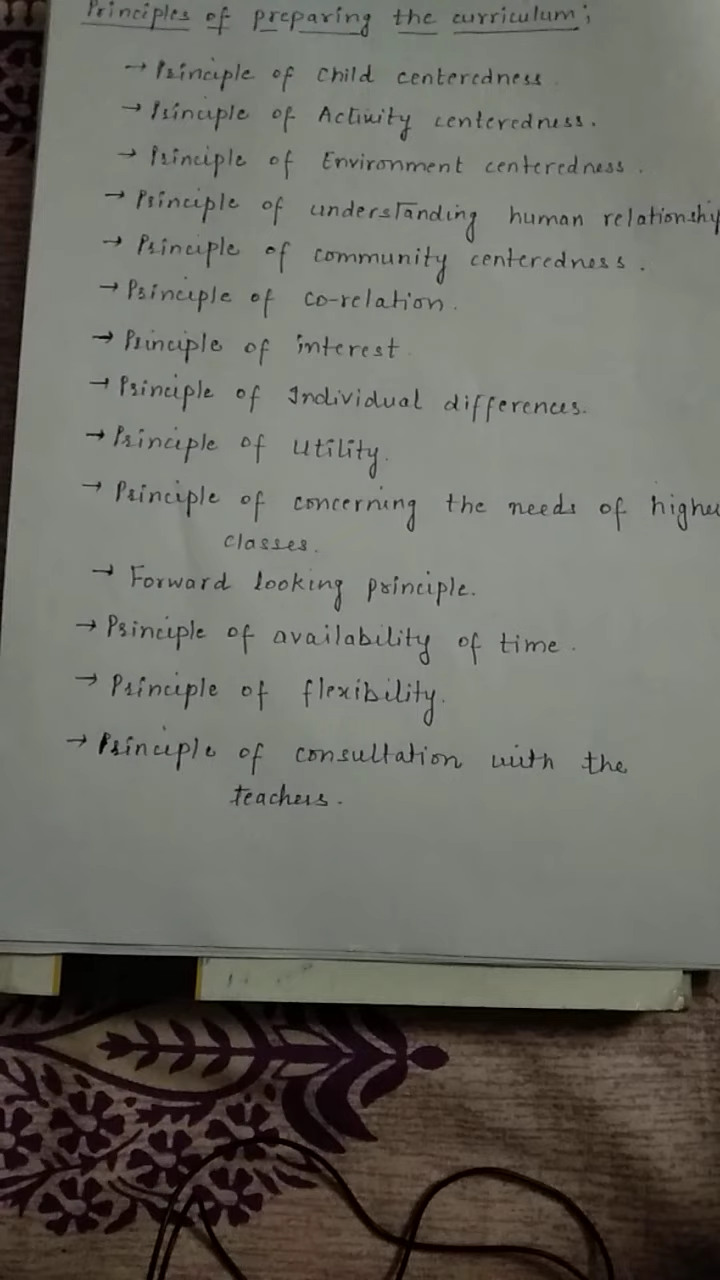 Principles of preparing the curriculum;
→ Principle of child centeredness.
→ Principle of Activity centeredness.
→ Principle of Environment centeredness.
→ Principle of understanding human relationship
→ Principle of community centeredness.
→ Principle of co-relation.
→ Principle of interest.
→ Principle of Individual differences.
→ Principle of Utility.
→ Principle of concerning the needs of highe
classes.
→ Forward looking principle.
→ Principle of availability of time.
→ Principle of flexibility.
→ Principle of consultation with the
teachers.